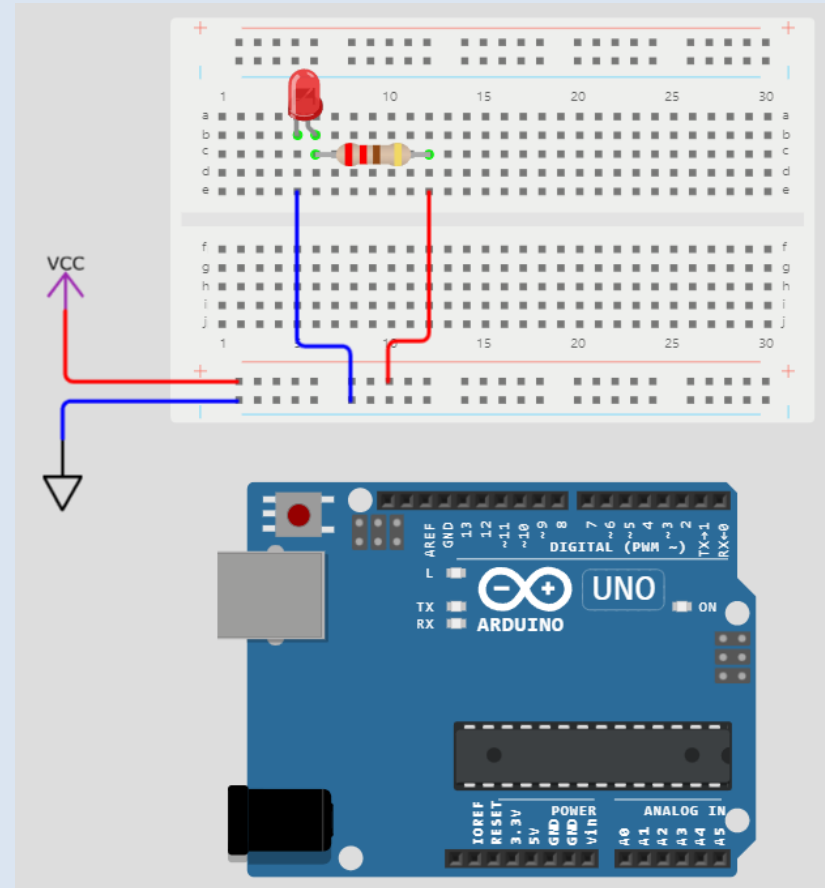 + +
1 10 15 20 25 30
a a
b b
c c
d d
e e
f f
g g
h h
i i
j j
1 15 20 25 30
+ +
VCC
AREF
GND
13
12
~11
~10
~9
8
7
~6
~5
4
~3
2
TX→1
RX←0
DIGITAL (PWM ~)
L
TX
RX
- +
ARDUINO
UNO
ON
POWER
ANALOG IN
IOREF
RESET
3.3V
5V
GND
GND
Vin
A0
A1
A2
A3
A4
A5